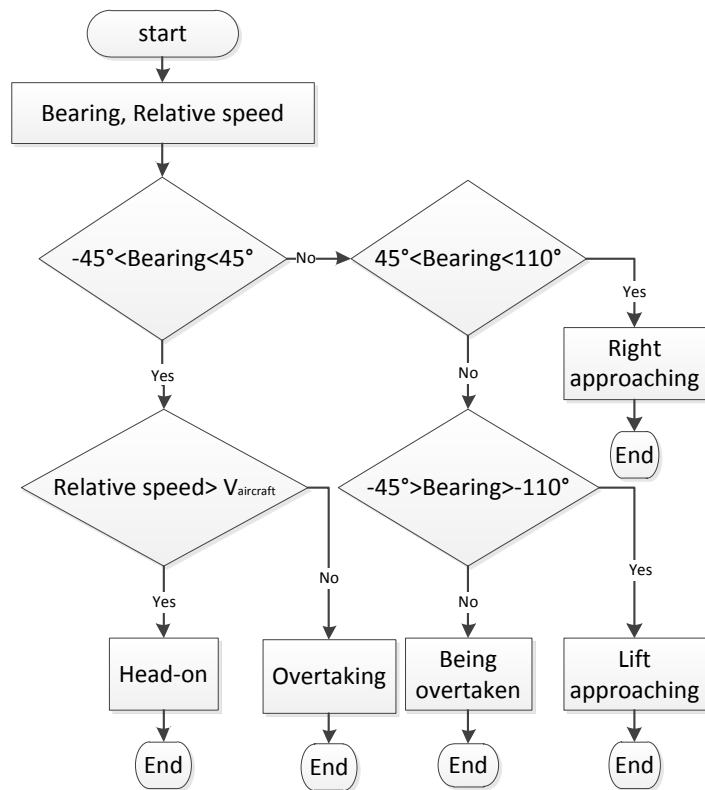 start
Bearing, Relative speed
-45°<Bearing<45°
No
45°<Bearing<110°
Yes
Right
approaching
End
Yes
No
Relative speed> Vaircraft
-45°>Bearing>-110°
No
Yes
Yes
No
Head-on
Overtaking
Being
overtaken
Lift
approaching
End
End
End
End